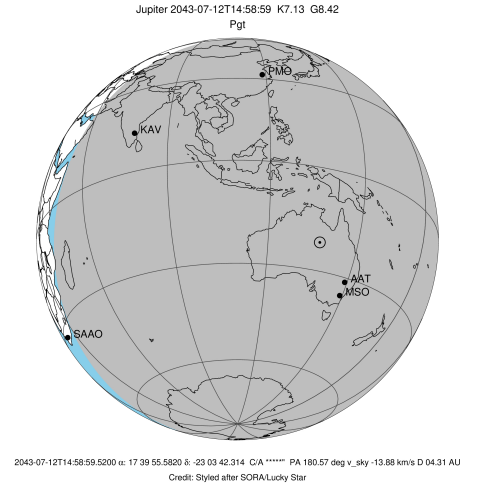 Jupiter 2043-07-12T14:58:59 K7.13 G8.42
Pgt
PMO
KAV
AAT
MSO
SAAO
2043-07-12T14:58:59.5200 α: 17 39 55.5820 δ: -23 03 42.314 C/A *****" PA 180.57 deg v_sky -13.88 km/s D 04.31 AU
Credit: Styled after SORA/Lucky Star